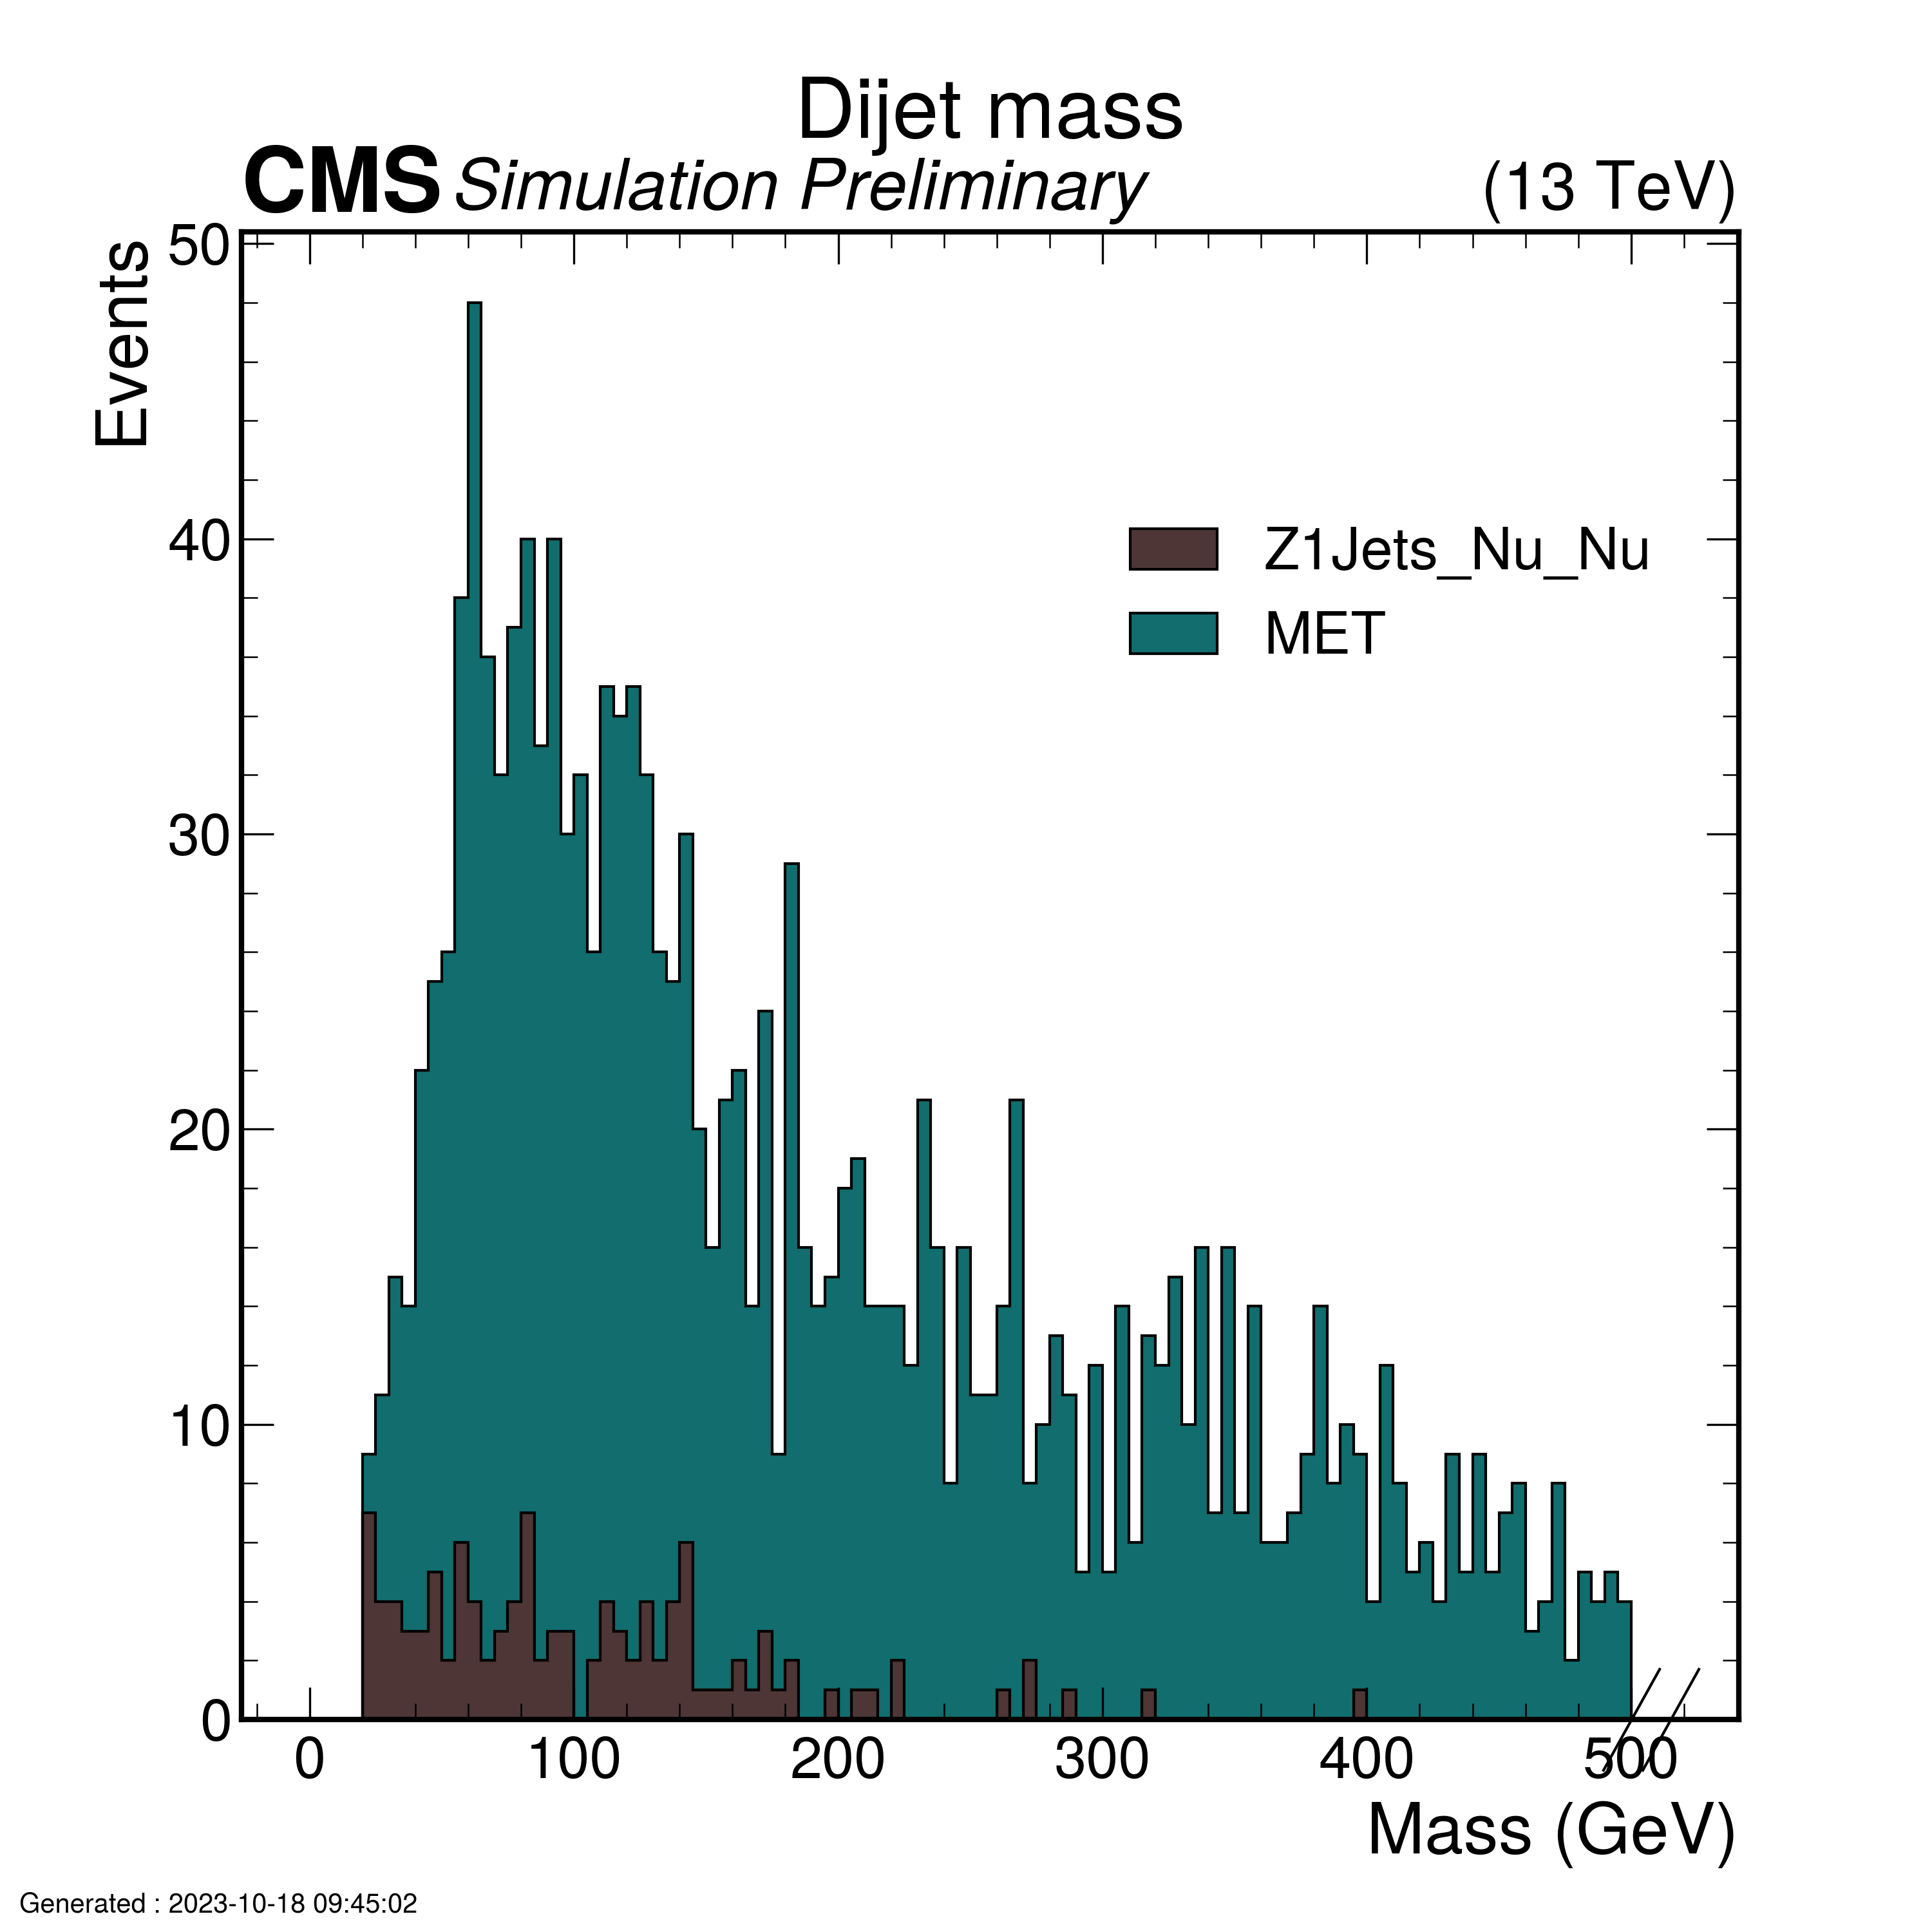 Dijet mass
CMS Simulation Preliminary (13 TeV)
Events
50
40
30
20
10
0
Z1Jets_Nu_Nu
MET
0 100 200 300 400 500
Mass (GeV)
Generated : 2023-10-18 09:45:02